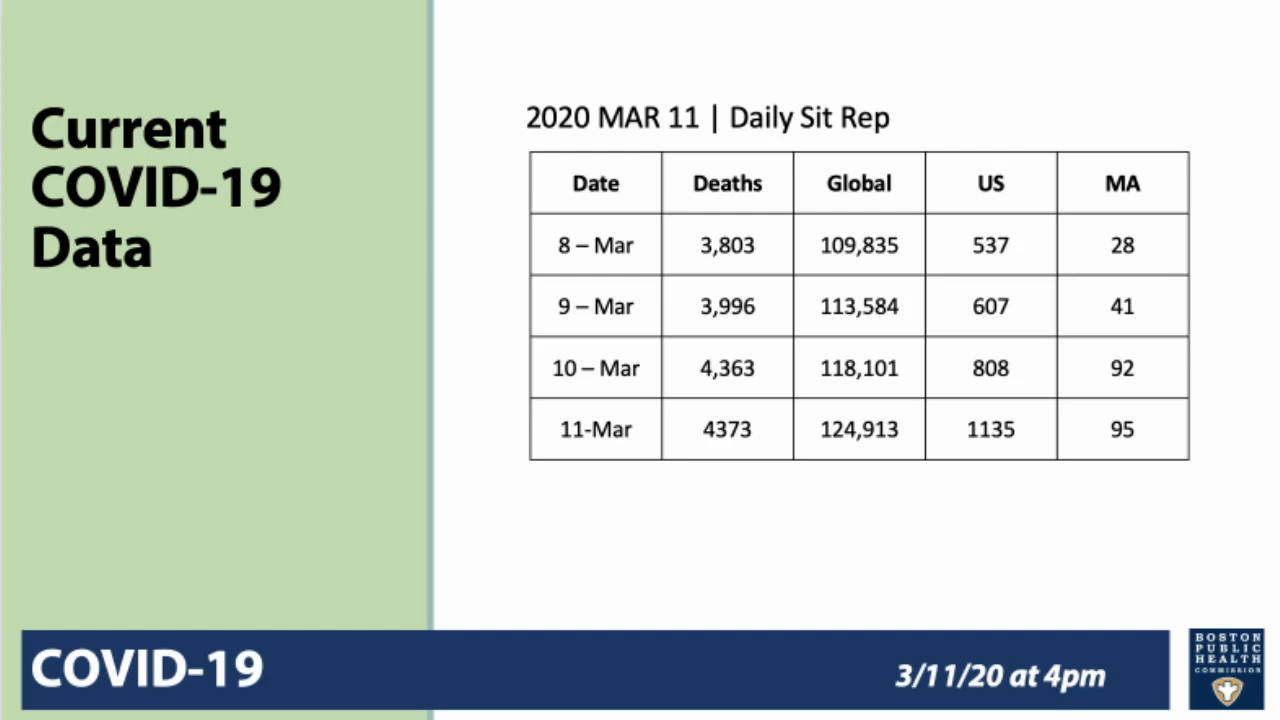 Current
COVID-19
Data
2020 MAR 11 | Daily Sit Rep
Date Deaths Global US MA
8 – Mar 3,803 109,835 537 28
9 – Mar 3,996 113,584 607 41
10 – Mar 4,363 118,101 808 92
11-Mar 4373 124,913 1135 95
COVID-19
3/11/20 at 4pm
BOSTON
PUBLIC
HEALTH
COMMISSION